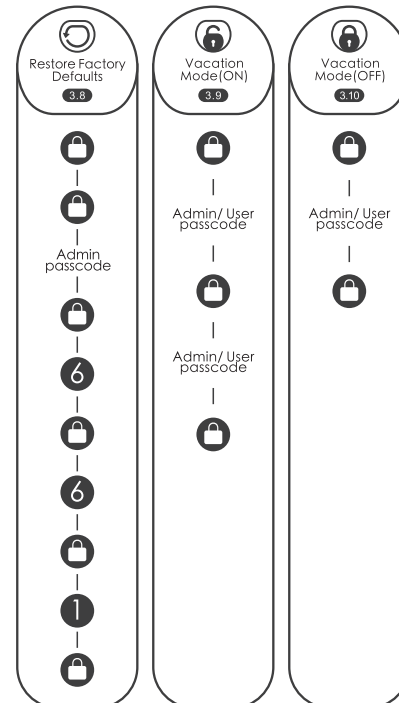 Restore Factory
Defaults
3.8
Admin
passcode
6
6
1
Vacation
Mode(ON)
3.9
Admin/ User
passcode
Admin/ User
passcode
Vacation
Mode(OFF)
3.10
Admin/ User
passcode